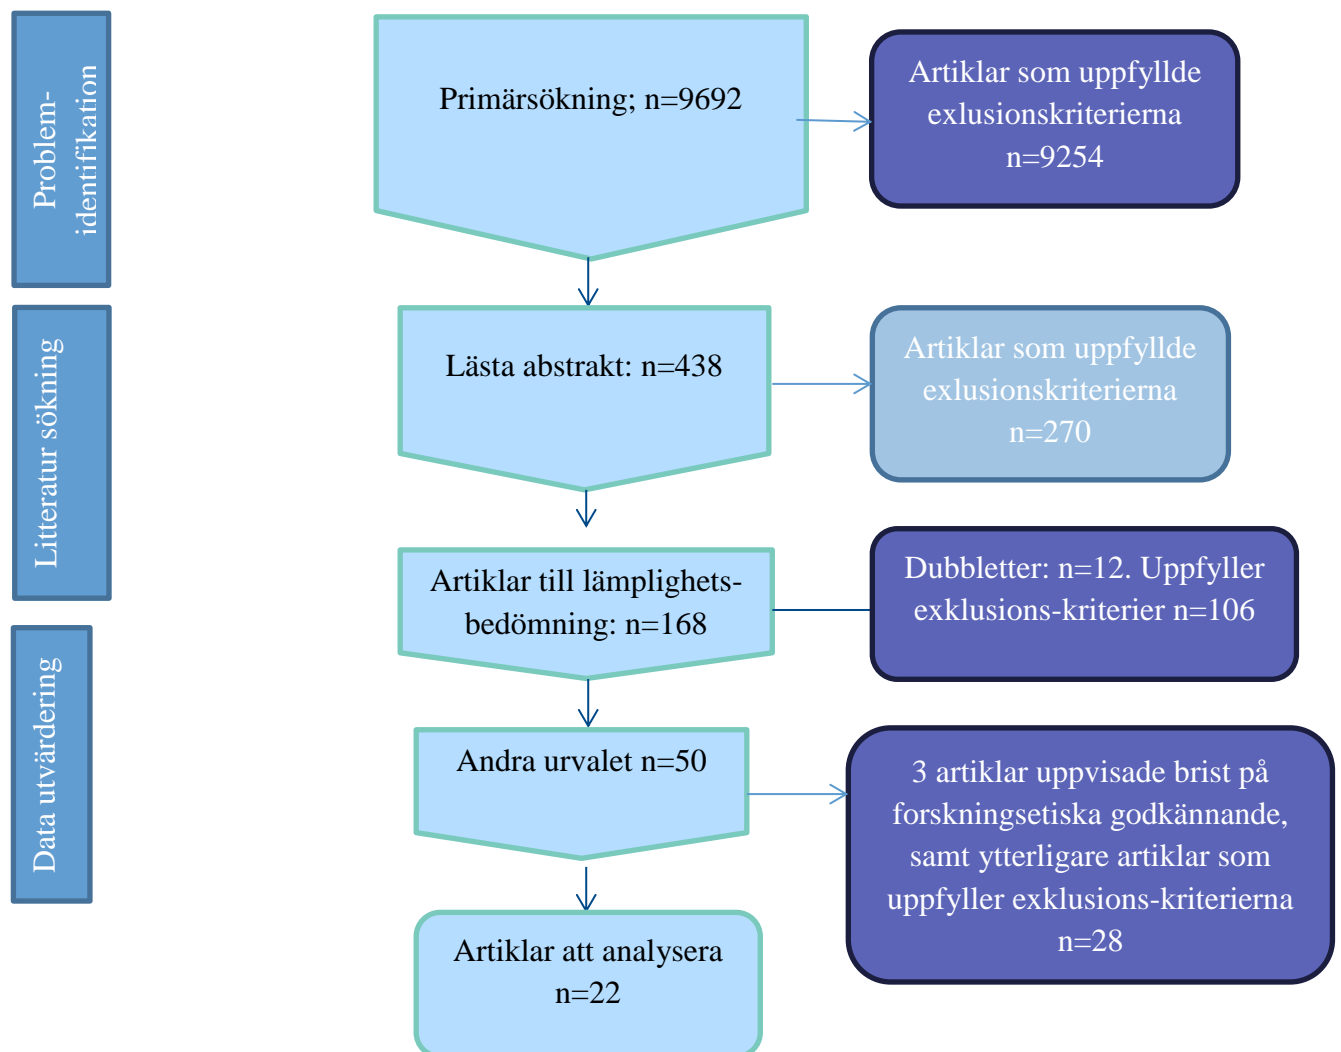 Problem-
identifikation
Primärsökning; n=9692
Artiklar som uppfyllde
exlusionskriterierna
n=9254
Litteratur sökning
Lästa abstrakt: n=438
Artiklar som uppfyllde
exlusionskriterierna
n=270
Artiklar till lämplighets-
bedömning: n=168
Dubbletter: n=12. Uppfyller
exklusions-kriterier n=106
Data utvärdering
Andra urvalet n=50
3 artiklar uppvisade brist på
forskningsetiska godkännande,
samt ytterligare artiklar som
uppfyller exklusions-kriterierna
n=28
Artiklar att analysera
n=22